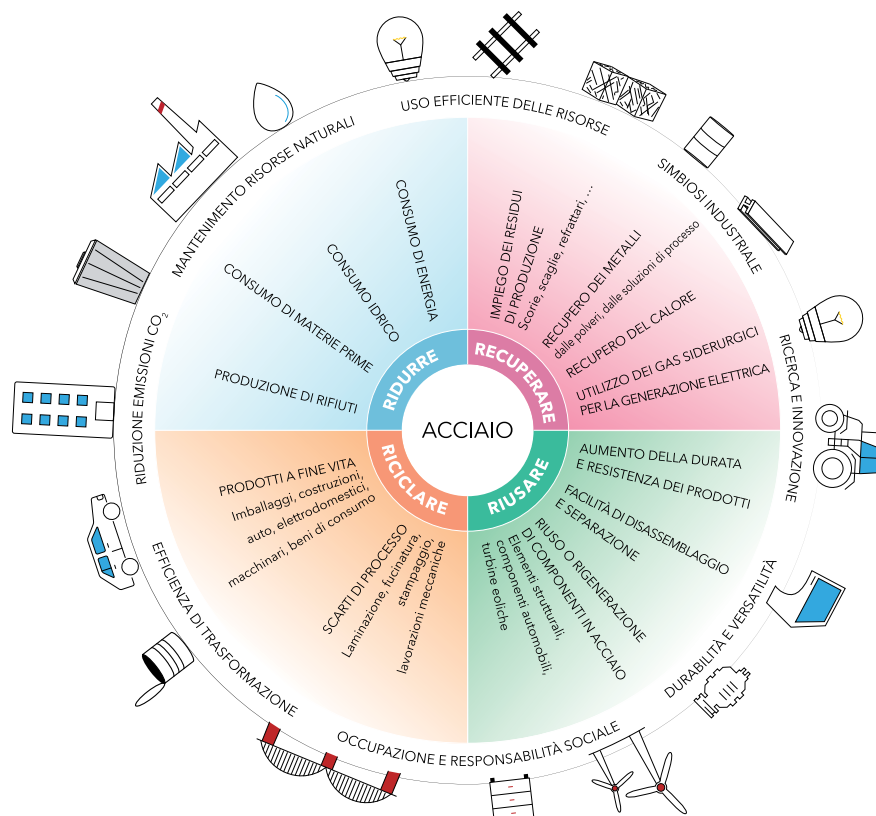 USO EFFICIENTE DELLE RISORSE
SIMBIOSI INDUSTRIALE
RICERCA E INNOVAZIONE
DURABILITÀ E VERSATILITÀ
OCCUPAZIONE E RESPONSABILITÀ SOCIALE
EFFICIENZA DI TRASFORMAZIONE
RIDUZIONE EMISSIONI CO₂
MANTENIMENTO RISORSE NATURALI
ACCIAIO
RIDURRE
CONSUMO DI ENERGIA
CONSUMO IDRICO
CONSUMO DI MATERIE PRIME
PRODUZIONE DI RIFIUTI
RECUPERARE
IMPIEGO DEI RESIDUI
DI PRODUZIONE
Scorie, scaglie, refrattari, ...
RECUPERO DEI METALLI
dalle polveri, dalle soluzioni di processo
RECUPERO DEL CALORE
UTILIZZO DEI GAS SIDERURGICI
PER LA GENERAZIONE ELETTRICA
RIUSARE
AUMENTO DELLA DURATA
E RESISTENZA DEI PRODOTTI
FACILITÀ DI DISASSEMBLAGGIO
E SEPARAZIONE
RIUSO O RIGENERAZIONE
DI COMPONENTI IN ACCIAIO
Elementi strutturali,
componenti automobili,
turbine eoliche
RICICLARE
PRODOTTI A FINE VITA
Imballaggi, costruzioni,
auto, elettrodomestici,
macchinari, beni di consumo
SCARTI DI PROCESSO
Laminazione, fucinatura,
stampaggio,
lavorazioni meccaniche